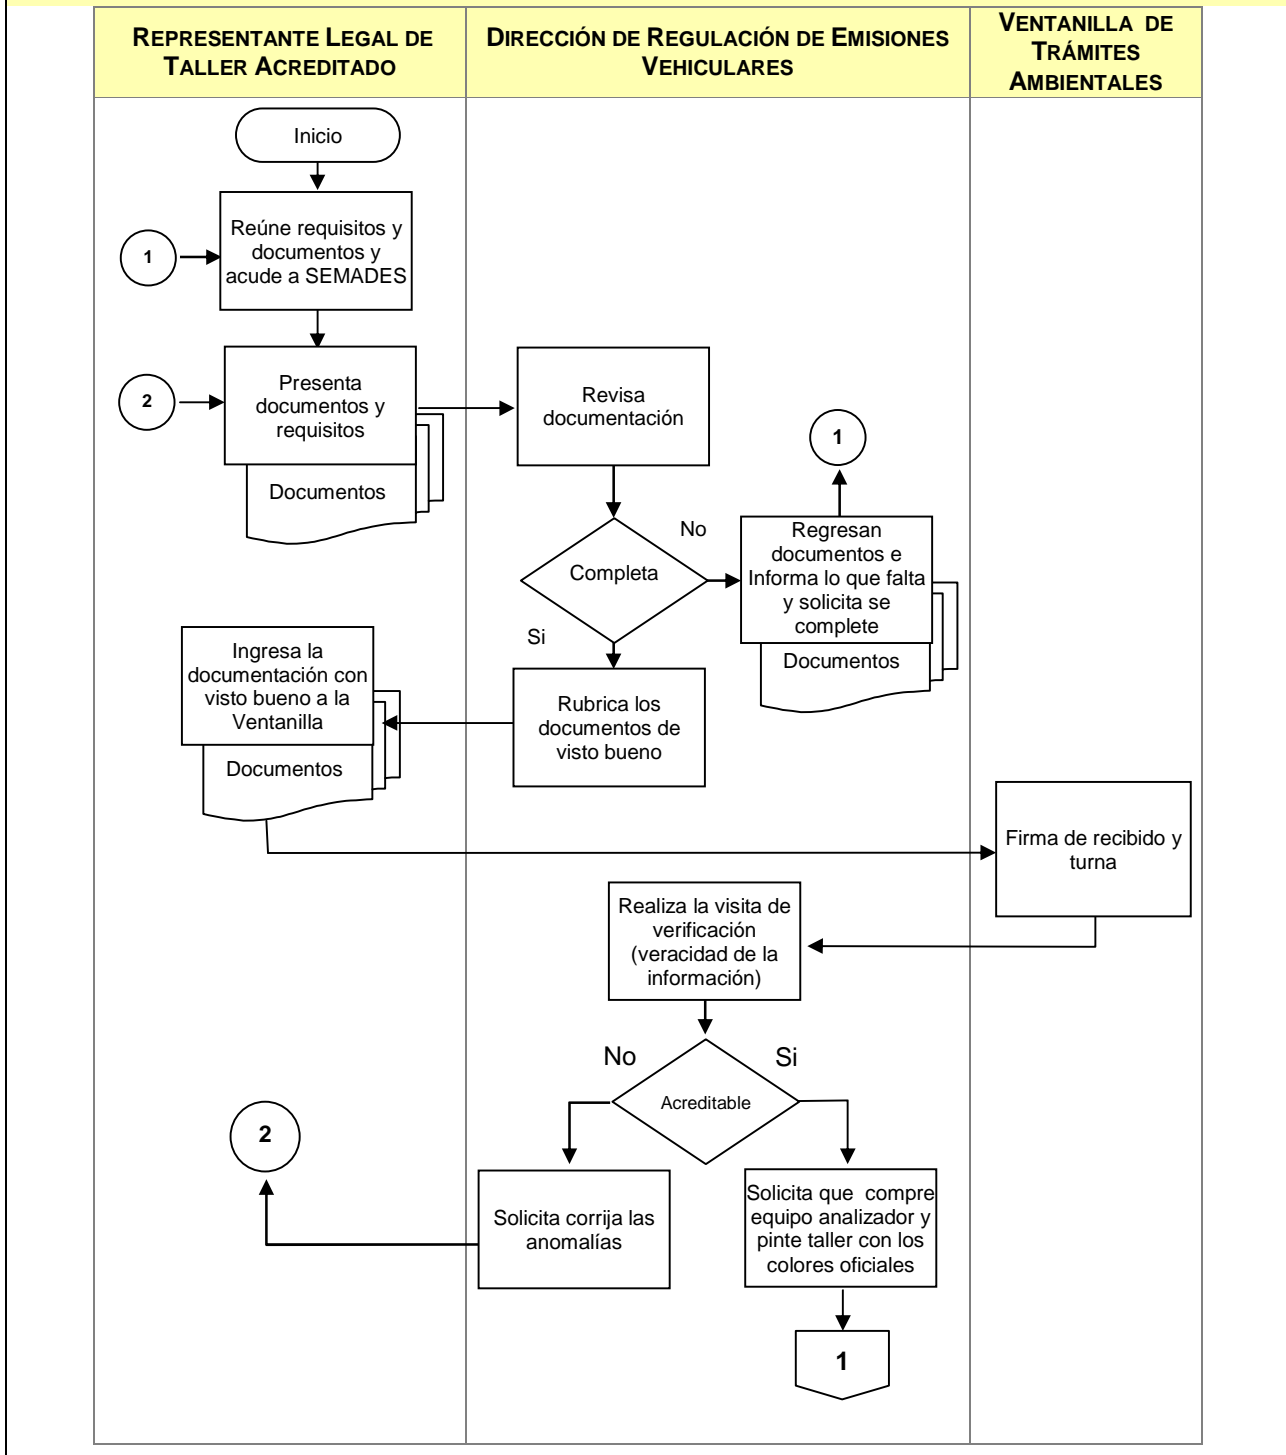 REPRESENTANTE LEGAL DE
TALLER ACREDITADO
DIRECCIÓN DE REGULACIÓN DE EMISIONES
VEHICULARES
VENTANILLA DE
TRÁMITES
AMBIENTALES
Inicio
1
Reúne requisitos y
documentos y
acude a SEMADES
2
Presenta
documentos y
requisitos
Documentos
Revisa
documentación
1
Completa
No
Si
Regresan
documentos e
Informa lo que falta
y solicita se
complete
Documentos
Ingresa la
documentación con
visto bueno a la
Ventanilla
Documentos
Rubrica los
documentos de
visto bueno
Firma de recibido y
turna
Realiza la visita de
verificación
(veracidad de la
información)
No
Si
Acreditable
2
Solicita corrija las
anomalías
Solicita que compre
equipo analizador y
pinte taller con los
colores oficiales
1